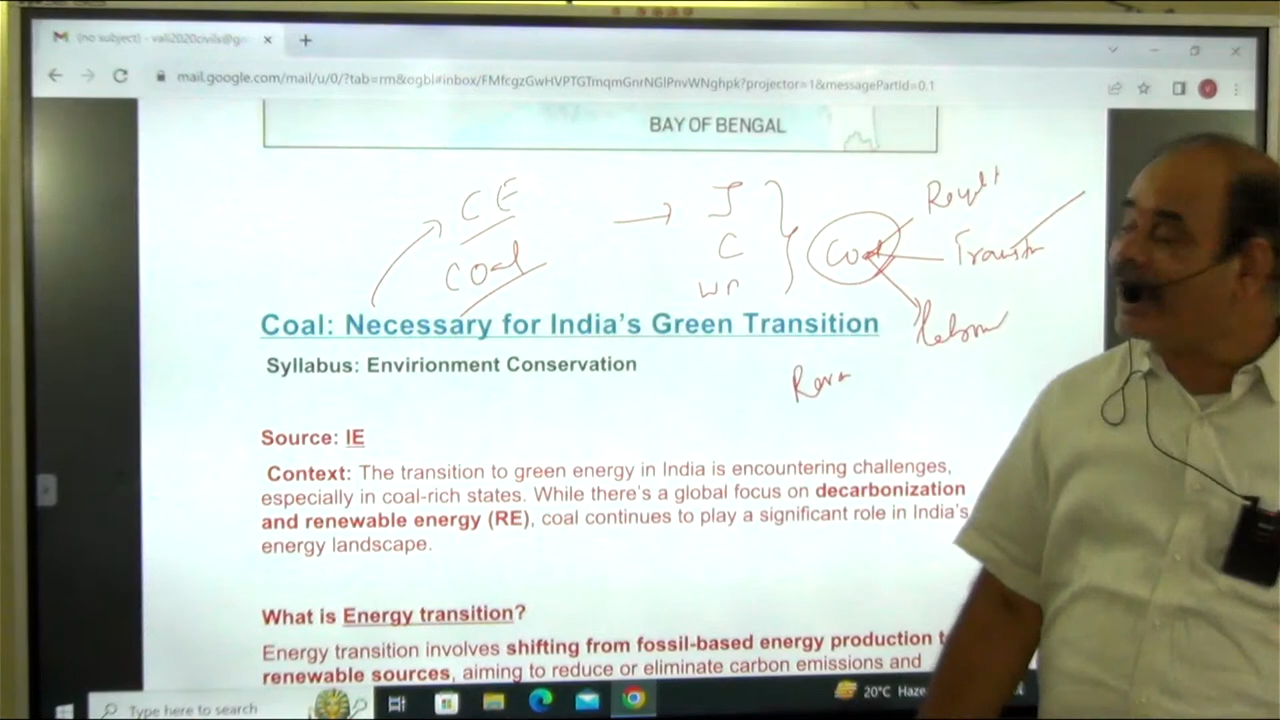 (no subject) - vali2020civils@gm
mail.google.com/mail/u/0/?tab=rm&ogbl#inbox/FMfcgzGwHVPTGTmqmGnrNGlPnvWNghpk?projector=1&messagePartId=0.1
BAY OF BENGAL
CE
coal
J
C
coal
Coal: Necessary for India's Green Transition
Syllabus: Envirionment Conservation
Source: IE
Context: The transition to green energy in India is encountering challenges,
especially in coal-rich states. While there's a global focus on decarbonization
and renewable energy (RE), coal continues to play a significant role in India's
energy landscape.
What is Energy transition?
Energy transition involves shifting from fossil-based energy production t
renewable sources, aiming to reduce or eliminate carbon emissions and
Type here to search
20°C Haze